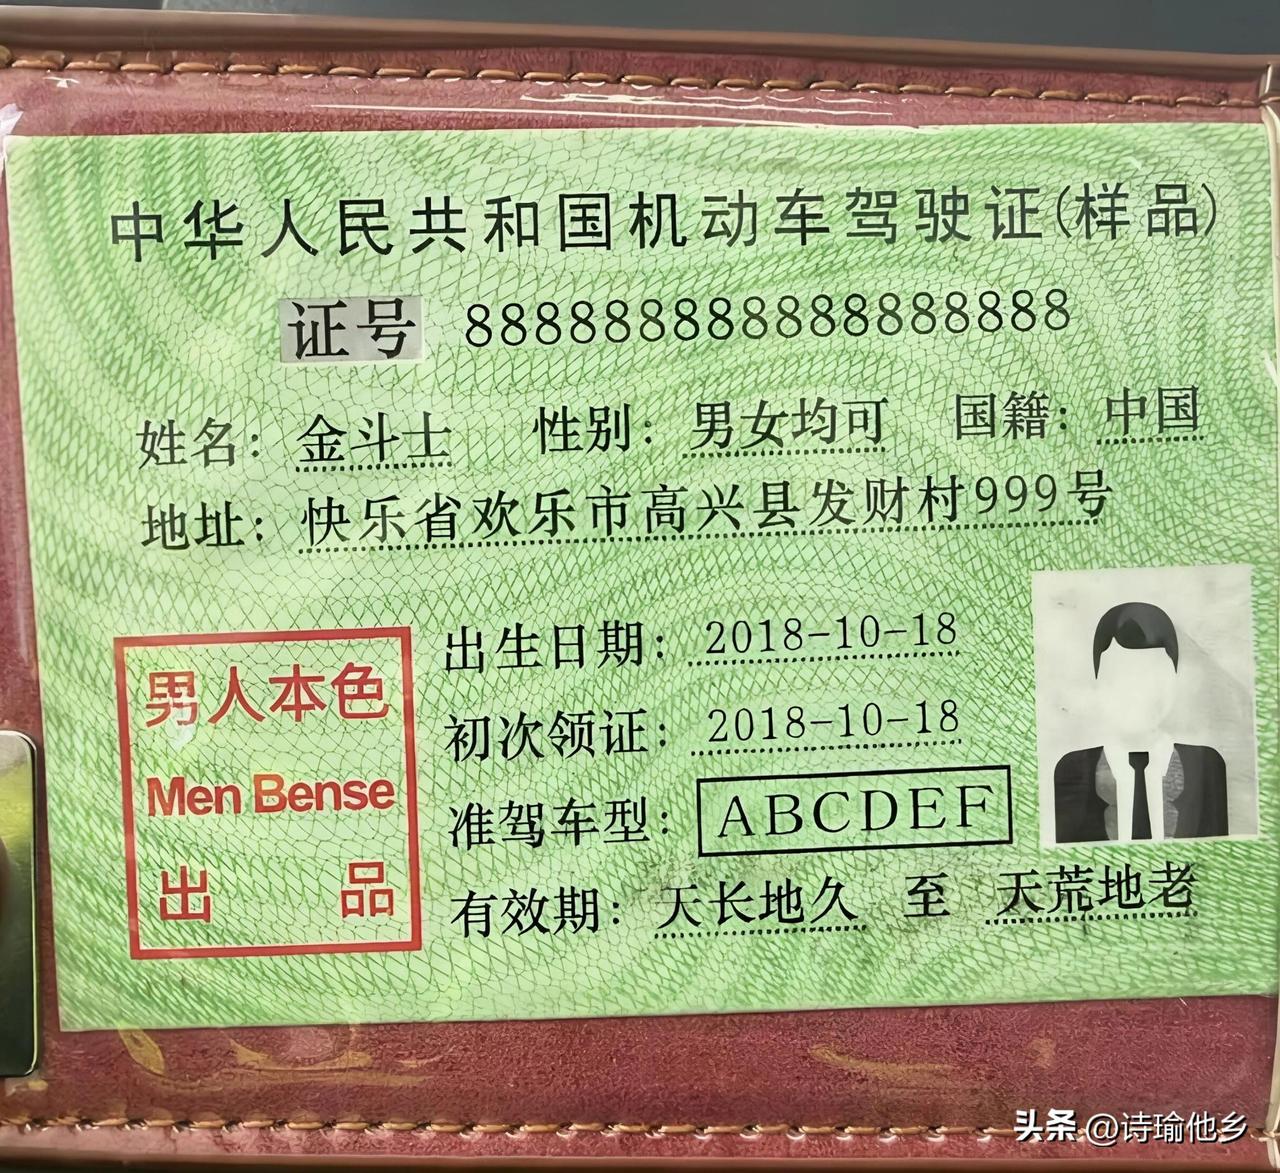 中华人民共和国机动车驾驶证(样品)
证号 888888888888888888
姓名：金斗士 性别：男女均可 国籍：中国
地址：快乐省欢乐市高兴县发财村999号
男人本色
Men Bense
出 品
出生日期：2018-10-18
初次领证：2018-10-18
准驾车型：ABCDEF
有效期：天长地久 至 天荒地老
头条 @诗瑜他乡